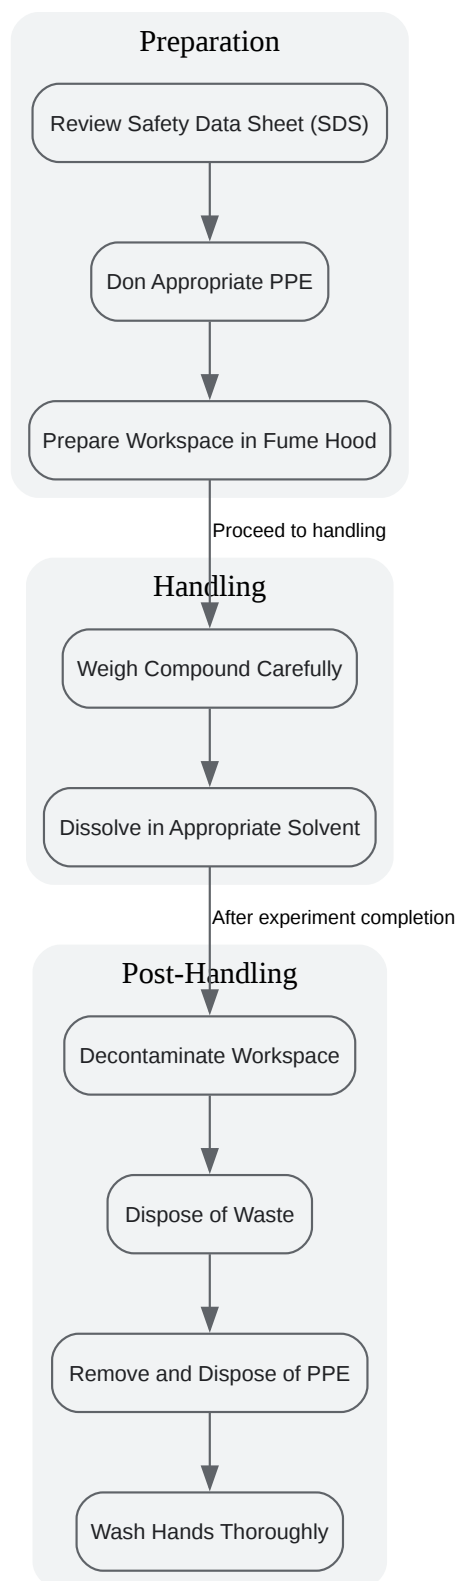 Preparation
Review Safety Data Sheet (SDS)
Don Appropriate PPE
Prepare Workspace in Fume Hood
Proceed to handling
Handling
Weigh Compound Carefully
Dissolve in Appropriate Solvent
After experiment completion
Post-Handling
Decontaminate Workspace
Dispose of Waste
Remove and Dispose of PPE
Wash Hands Thoroughly